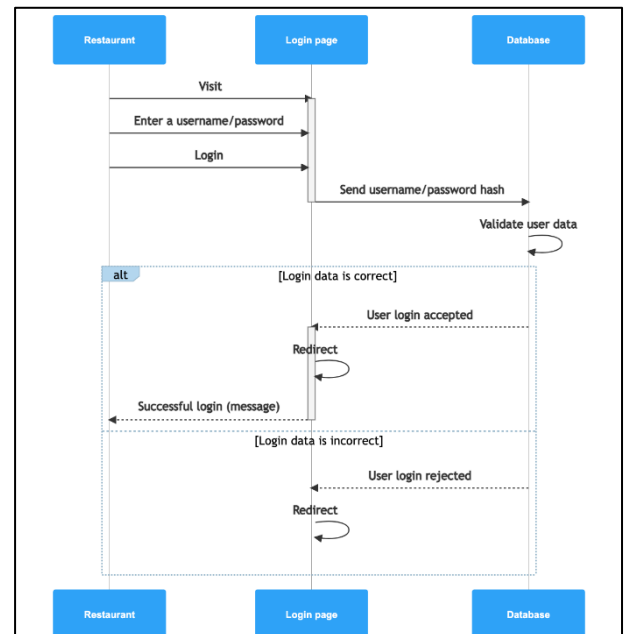 Restaurant
Login page
Database
Visit
Enter a username/password
Login
Send username/password hash
Validate user data
alt
[Login data is correct]
User login accepted
Redirect
Successful login (message)
[Login data is incorrect]
User login rejected
Redirect
Restaurant
Login page
Database